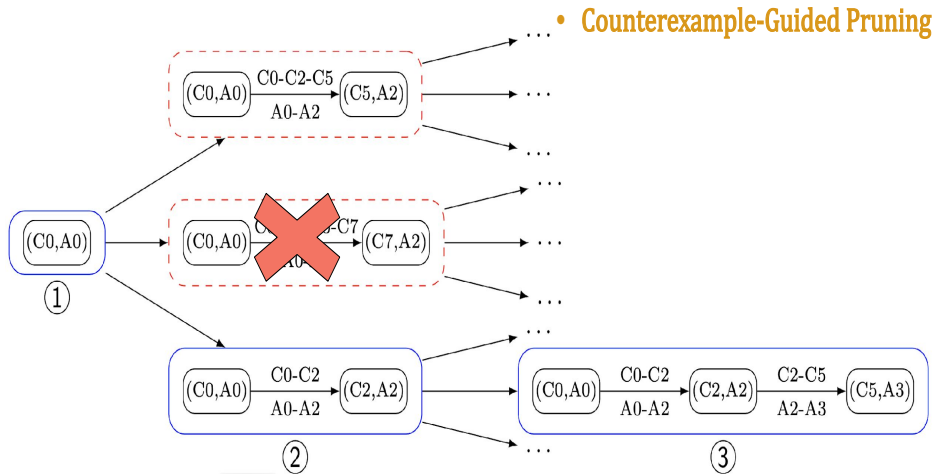 • Counterexample-Guided Pruning
...
C0-C2-C5
(C0,A0) (C5,A2) ...
A0-A2
...
...
-C7
(C0,A0) (C0,A0) (C7,A2) ...
①
...
...
C0-C2 C0-C2 C2-C5
(C0,A0) (C2,A2) (C0,A0) (C2,A2) (C5,A3)
A0-A2 A0-A2 A2-A3
...
② ③